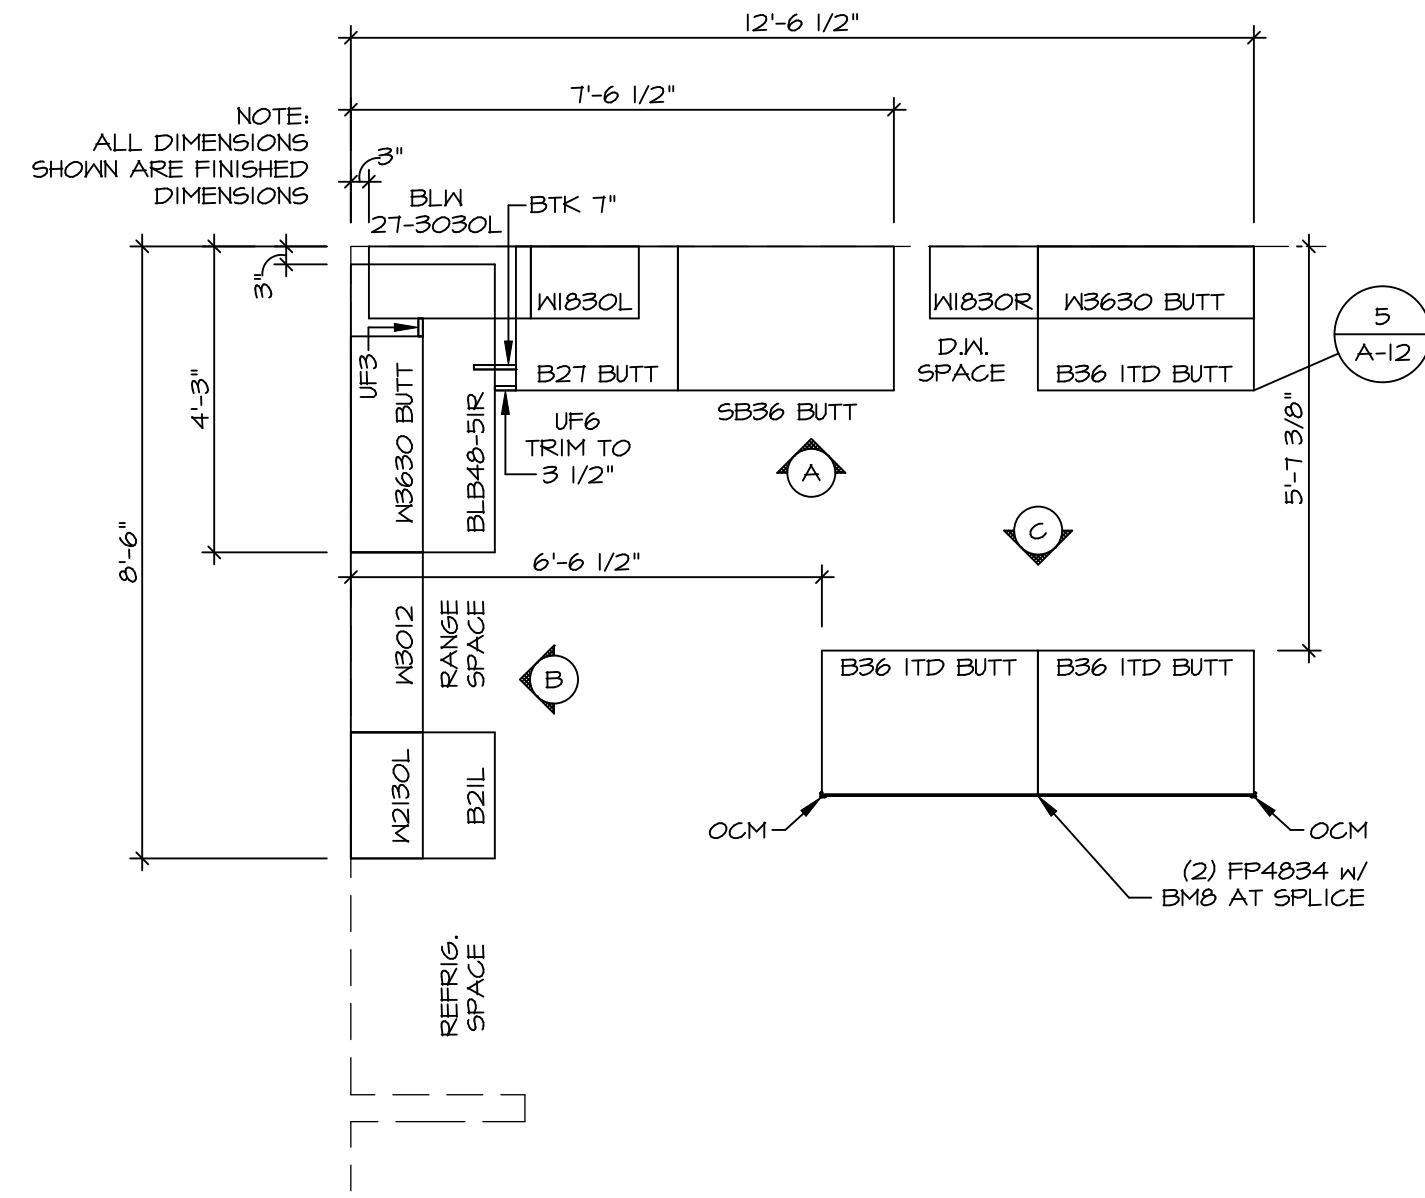 12'-6 1/2"
7'-6 1/2"
NOTE:
ALL DIMENSIONS
SHOWN ARE FINISHED
DIMENSIONS
3"
BLW
27-3030L
BTK 7"
3"
W1830L
W1830R
W3630 BUTT
5
A-12
UF3
B27 BUTT
D.W.
SPACE
B36 1TD BUTT
SB36 BUTT
4'-3"
W3630 BUTT
BLB48-51R
UF6
TRIM TO
3 1/2"
A
5'-7 3/8"
C
8'-6"
6'-6 1/2"
W3012
RANGE
SPACE
B
B36 1TD BUTT
B36 1TD BUTT
W2130L
B21L
OCM
OCM
(2) FP4834 W/
BM8 AT SPLICE
REFRIG.
SPACE